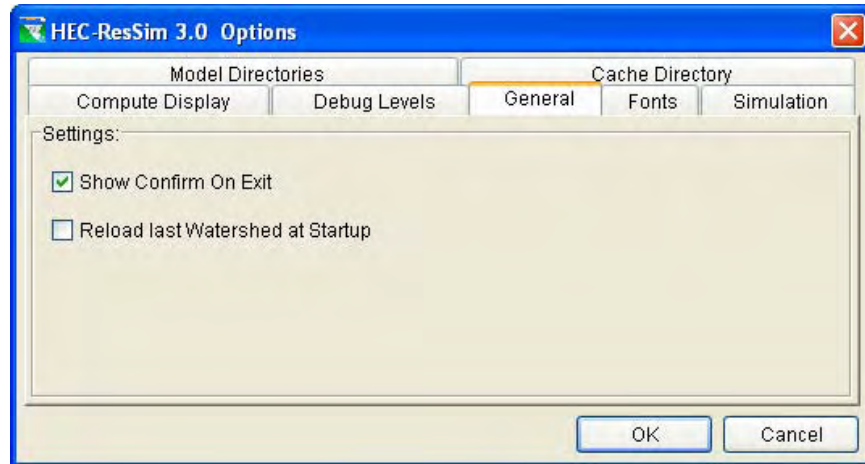 HEC-ResSim 3.0 Options
Model Directories Cache Directory
Compute Display Debug Levels General Fonts Simulation
Settings:
Show Confirm On Exit
Reload last Watershed at Startup
OK Cancel